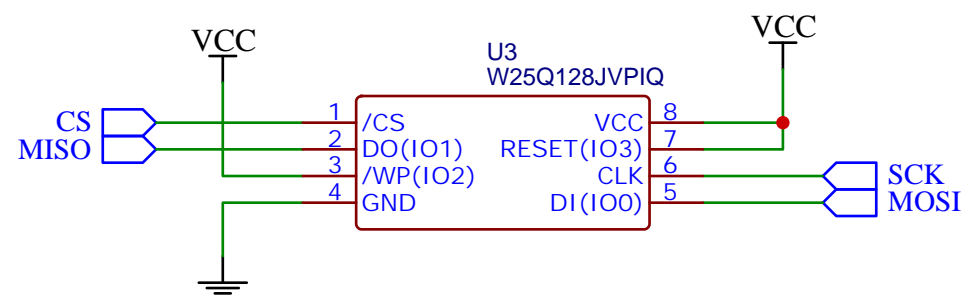 VCC
VCC
U3
W25Q128JVPIQ
CS
MISO
1
2
3
4
/CS
DO(IO1)
/WP(IO2)
GND
VCC
RESET(IO3)
CLK
DI(IO0)
8
7
6
5
SCK
MOSI